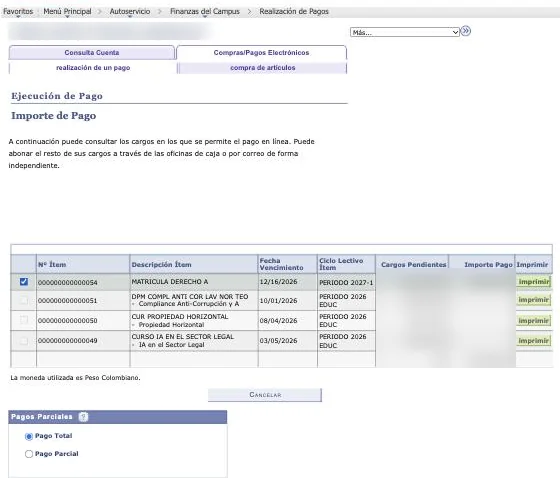 Favoritos Menú Principal > Autoservicio > Finanzas del Campus > Realización de Pagos
Más...
Consulta Cuenta Compras/Pagos Electrónicos
realización de un pago compra de artículos
Ejecución de Pago
Importe de Pago
A continuación puede consultar los cargos en los que se permite el pago en línea. Puede
abonar el resto de sus cargos a través de las oficinas de caja o por correo de forma
independiente.
Nº Ítem Descripción Ítem Fecha Vencimiento Ciclo Lectivo Ítem Cargos Pendientes Importe Pago Imprimir
000000000000054 MATRICULA DERECHO A 12/16/2026 PERIODO 2027-1 imprimir
000000000000051 DPM COMPL ANTI COR LAV NOR TEO - Compliance Anti-Corrupción y A 10/01/2026 PERIODO 2026 EDUC imprimir
000000000000050 CUR PROPIEDAD HORIZONTAL - Propiedad Horizontal 08/04/2026 PERIODO 2026 EDUC imprimir
000000000000049 CURSO IA EN EL SECTOR LEGAL - IA en el Sector Legal 03/05/2026 PERIODO 2026 EDUC imprimir
La moneda utilizada es Peso Colombiano.
CANCELAR
Pagos Parciales ?
Pago Total
Pago Parcial